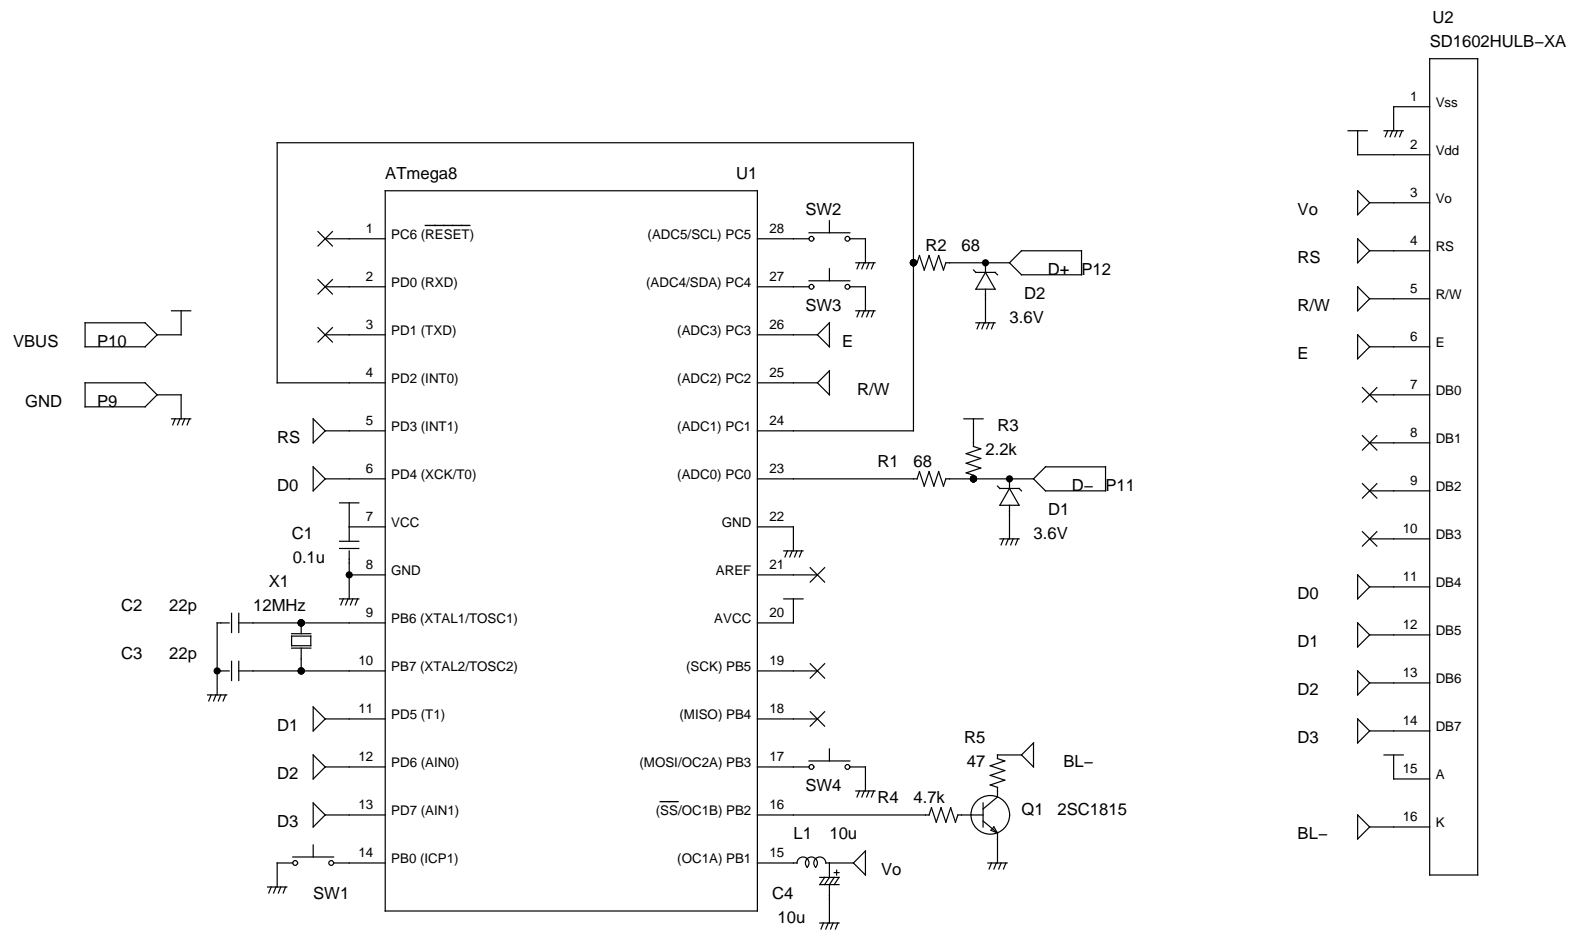 U2
SD1602HULB−XA
1 Vss
2 Vdd
Vo 3 Vo
RS 4 RS
R/W 5 R/W
E 6 E
7 DB0
8 DB1
9 DB2
10 DB3
D0 11 DB4
D1 12 DB5
D2 13 DB6
D3 14 DB7
15 A
BL− 16 K
ATmega8 U1
1 PC6 (RESET)
2 PD0 (RXD)
3 PD1 (TXD)
4 PD2 (INT0)
RS 5 PD3 (INT1)
D0 6 PD4 (XCK/T0)
7 VCC
C1
0.1u
8 GND
X1
12MHz
C2 22p
9 PB6 (XTAL1/TOSC1)
C3 22p
10 PB7 (XTAL2/TOSC2)
D1 11 PD5 (T1)
D2 12 PD6 (AIN0)
D3 13 PD7 (AIN1)
14 PB0 (ICP1)
SW1
VBUS P10
GND P9
SW2
(ADC5/SCL) PC5 28
(ADC4/SDA) PC4 27
SW3
(ADC3) PC3 26 E
(ADC2) PC2 25 R/W
(ADC1) PC1 24
(ADC0) PC0 23
GND 22
AREF 21
AVCC 20
(SCK) PB5 19
(MISO) PB4 18
(MOSI/OC2A) PB3 17
SW4
(SS/OC1B) PB2 16
(OC1A) PB1 15
R2 68
D+ P12
D2
3.6V
R3
2.2k
R1 68
D− P11
D1
3.6V
R5
47
BL−
R4 4.7k
Q1 2SC1815
L1 10u
Vo
C4
10u